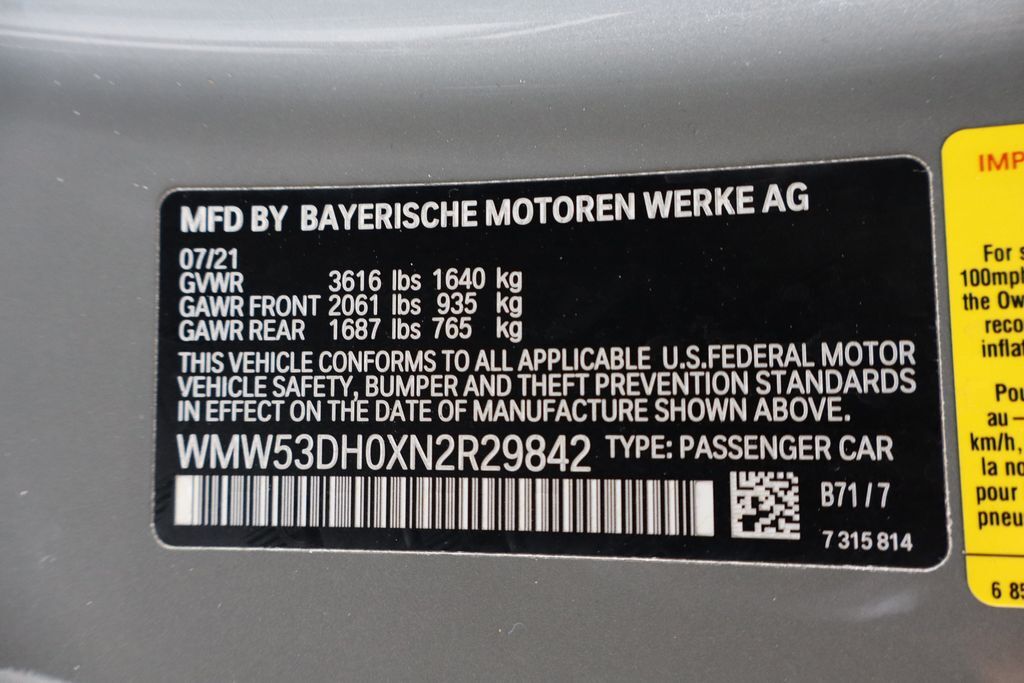 MFD BY BAYERISCHE MOTOREN WERKE AG
07/21
GVWR 3616 lbs 1640 kg
GAWR FRONT 2061 lbs 935 kg
GAWR REAR 1687 lbs 765 kg
THIS VEHICLE CONFORMS TO ALL APPLICABLE U.S.FEDERAL MOTOR
VEHICLE SAFETY, BUMPER AND THEFT PREVENTION STANDARDS
IN EFFECT ON THE DATE OF MANUFACTURE SHOWN ABOVE.
WMW53DH0XN2R29842 TYPE: PASSENGER CAR
B71/7
7 315 814
IMP
For s
100mph
the Ow
reco
inflat
Pou
au –
km/h,
la no
pour
pneu
6 85